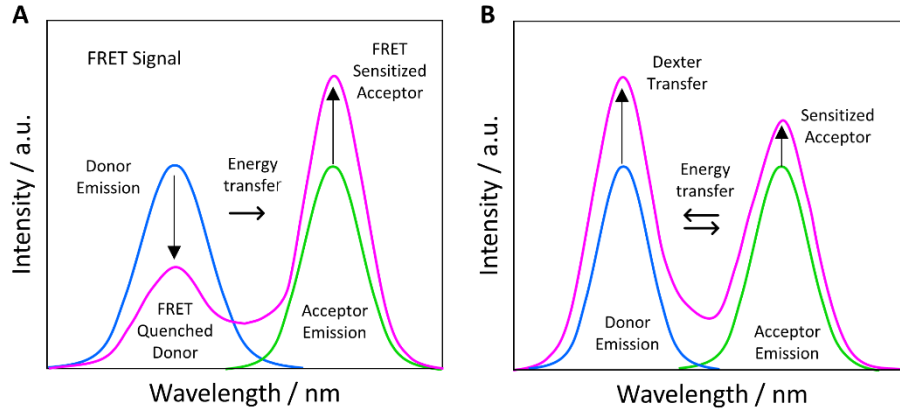 A
FRET Signal
FRET
Sensitized
Acceptor
Donor
Emission
Energy
transfer
FRET
Quenched
Donor
Acceptor
Emission
Intensity / a.u.
Wavelength / nm
B
Dexter
Transfer
Sensitized
Acceptor
Energy
transfer
Donor
Emission
Acceptor
Emission
Intensity / a.u.
Wavelength / nm